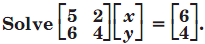 Solve [5 2 6 4][x y] = [6 4].